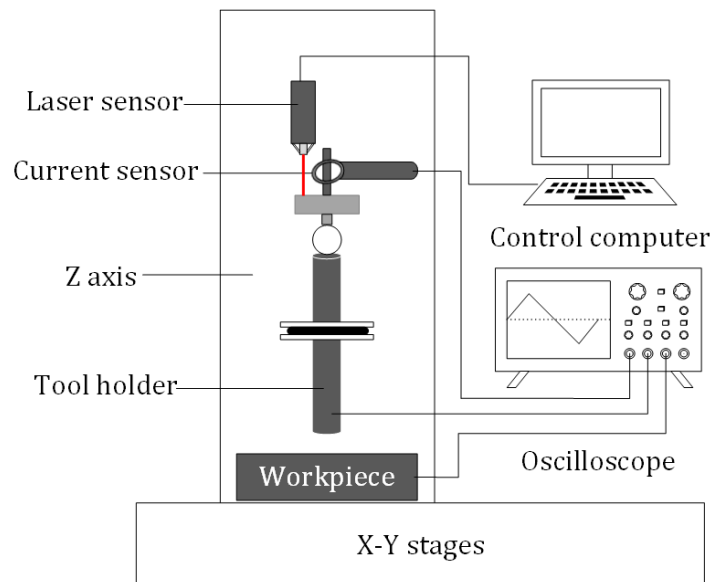 Laser sensor
Current sensor
Control computer
Z axis
Tool holder
Oscilloscope
Workpiece
X-Y stages